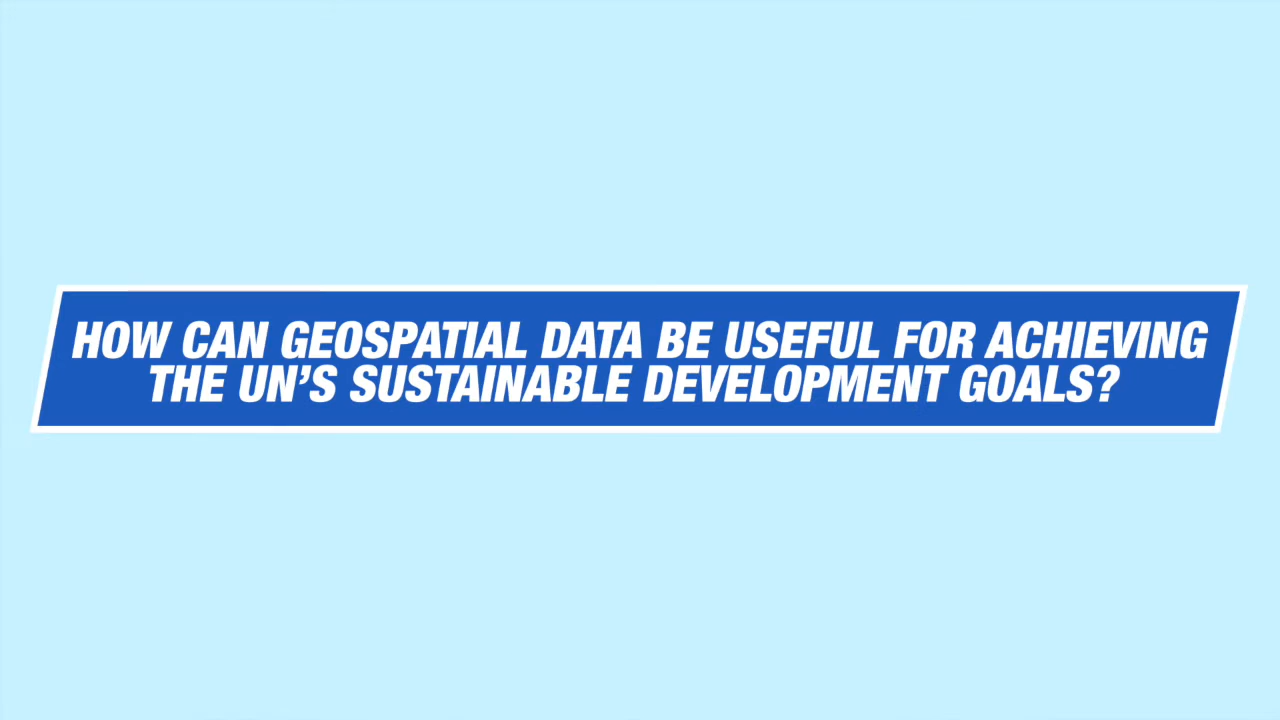 HOW CAN GEOSPATIAL DATA BE USEFUL FOR ACHIEVING
THE UN’S SUSTAINABLE DEVELOPMENT GOALS?